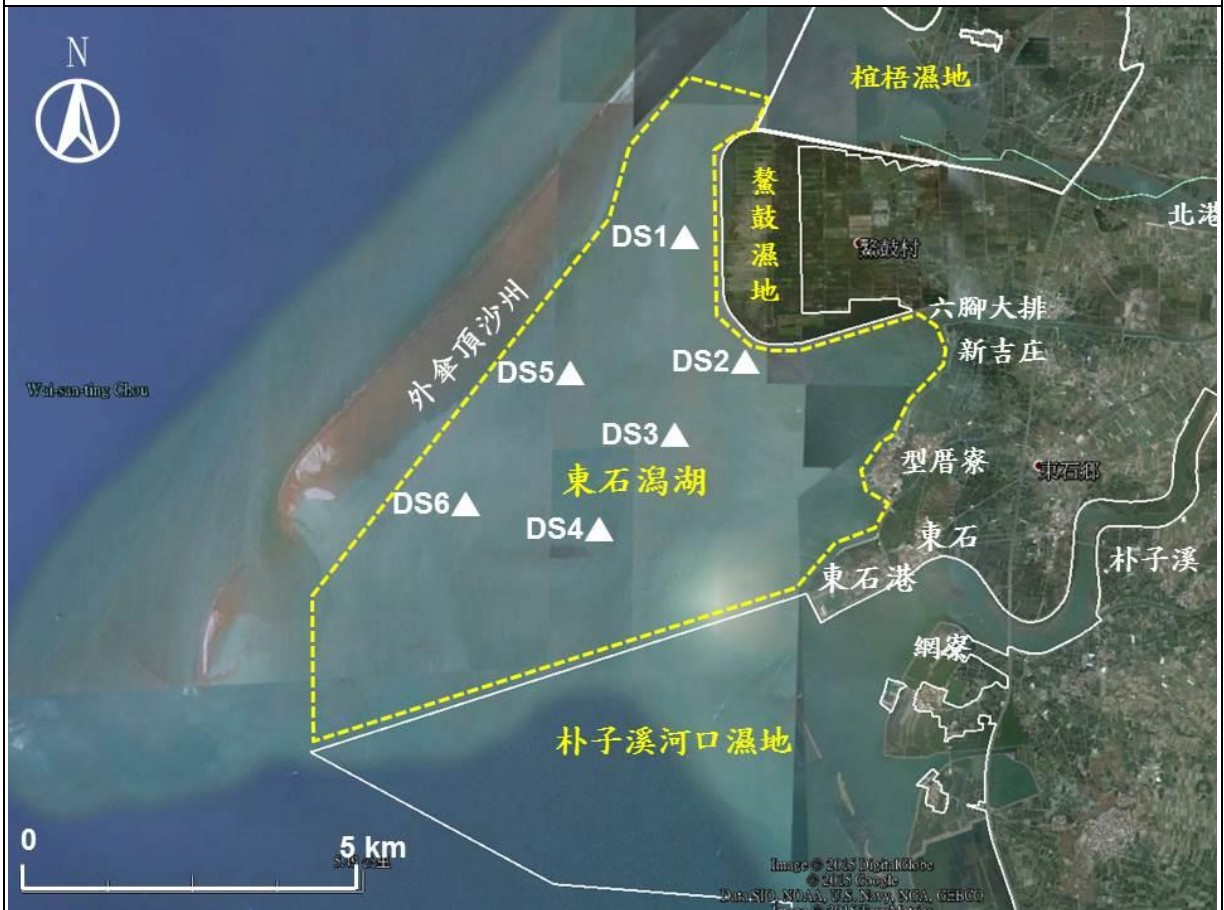 N
椬梧濕地
鰲鼓濕地
北港
DS1
鰲鼓村
六腳大排
外傘頂沙州
DS2
新吉庄
DS5
Wai-san-ting Chou
DS3
型厝寮
東石鄉
東石潟湖
DS6
DS4
東石
朴子溪
東石港
網寮
朴子溪河口濕地
0
5 km
Image © 2015 DigitalGlobe
© 2015 Google
Data SIO, NOAA, U.S. Navy, NGA, GEBCO